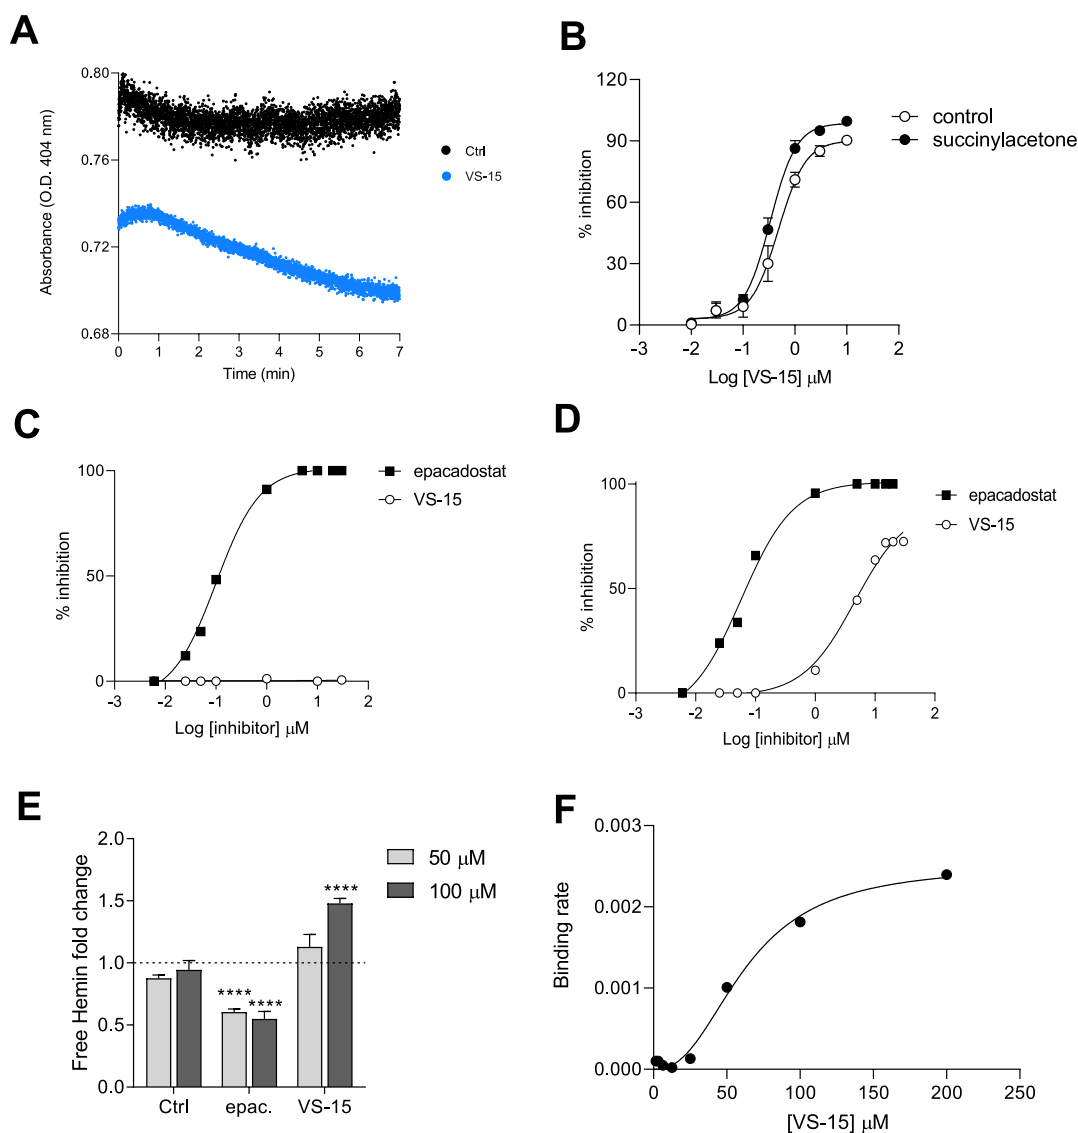 A
0.80
0.76
0.72
0.68
Absorbance (O.D. 404 nm)
0 1 2 3 4 5 6 7
Time (min)
Ctrl
VS-15
B
120
90
60
30
0
% inhibition
-3 -2 -1 0 1 2
Log [VS-15] μM
control
succinylacetone
C
100
50
0
% inhibition
-3 -2 -1 0 1 2
Log [inhibitor] μM
epacadostat
VS-15
D
100
50
0
% inhibition
-3 -2 -1 0 1 2
Log [inhibitor] μM
epacadostat
VS-15
E
2.0
1.5
1.0
0.5
0.0
Free Hemin fold change
****
**** ****
Ctrl epac. VS-15
50 μM
100 μM
F
0.003
0.002
0.001
0.000
Binding rate
0 50 100 150 200 250
[VS-15] μM